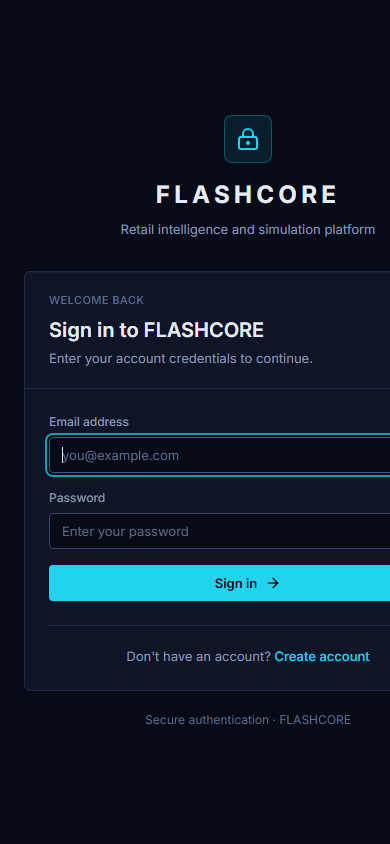 FLASHCORE
Retail intelligence and simulation platform
WELCOME BACK
Sign in to FLASHCORE
Enter your account credentials to continue.
Email address
you@example.com
Password
Enter your password
Sign in →
Don't have an account? Create account
Secure authentication · FLASHCORE